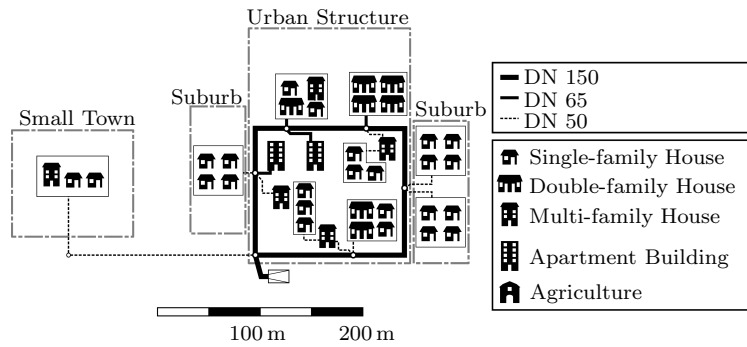 Urban Structure
Suburb
Small Town
Suburb
DN 150
DN 65
DN 50
Single-family House
Double-family House
Multi-family House
Apartment Building
Agriculture
100 m
200 m